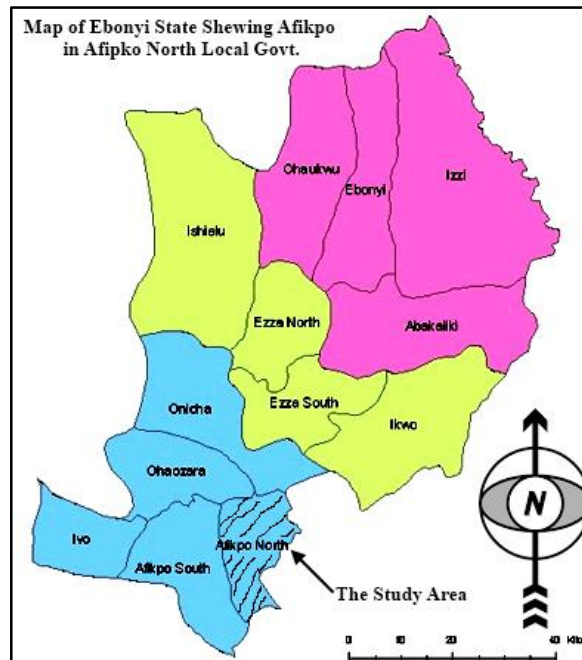 Map of Ebonyi State Shewing Afikpo
in Afipko North Local Govt.
Ohaukwu
Ebonyi
Izzi
Ishielu
Ezza North
Abakaliki
Onicha
Ezza South
Ikwo
Ohaozara
Ivo
Afikpo South
Afikpo North
N
The Study Area
0 10 20 40 Kilo